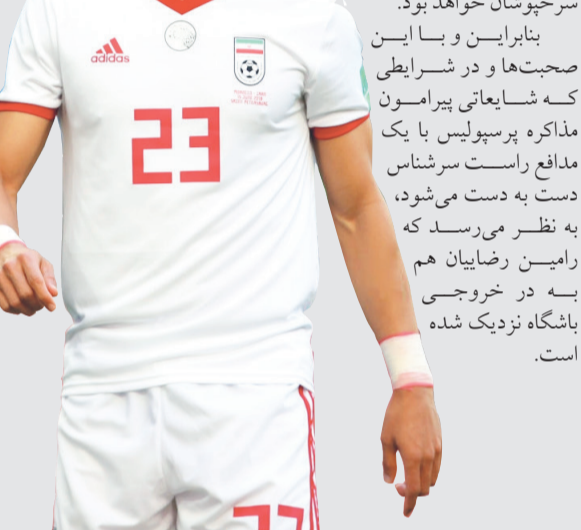 سرخپوشان خواهد بود.
بنابراین و با این
صحبت‌ها و در شرایطی
که شایعاتی پیرامون
مذاکره پرسپولیس با یک
مدافع راست سرشناس
دست به دست می‌شود،
به نظر می‌رسد که
رامین رضاییان هم
به در خروجی
باشگاه نزدیک شده
است.
adidas
23